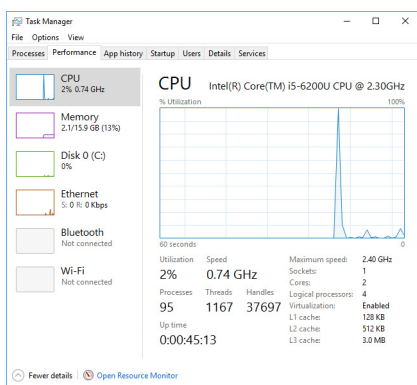 Task Manager
File Options View
Processes Performance App history Startup Users Details Services
CPU
2% 0.74 GHz
Memory
2.1/15.9 GB (13%)
Disk 0 (C:)
0%
Ethernet
S: 0 R: 0 Kbps
Bluetooth
Not connected
Wi-Fi
Not connected
CPU Intel(R) Core(TM) i5-6200U CPU @ 2.30GHz
% Utilization 100%
60 seconds 0
Utilization Speed
2% 0.74 GHz
Processes Threads Handles
95 1167 37697
Up time
0:00:45:13
Maximum speed: 2.40 GHz
Sockets: 1
Cores: 2
Logical processors: 4
Virtualization: Enabled
L1 cache: 128 KB
L2 cache: 512 KB
L3 cache: 3.0 MB
Fewer details Open Resource Monitor